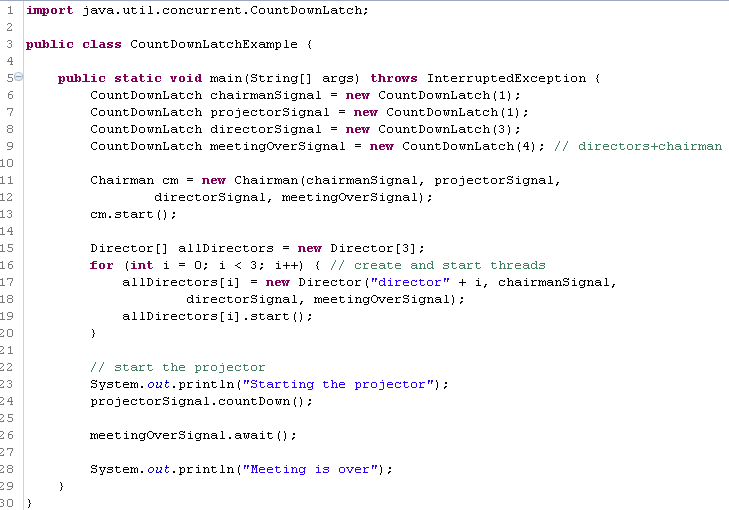 1 import java.util.concurrent.CountDownLatch;
2
3 public class CountDownLatchExample {
4
5     public static void main(String[] args) throws InterruptedException {
6         CountDownLatch chairmanSignal = new CountDownLatch(1);
7         CountDownLatch projectorSignal = new CountDownLatch(1);
8         CountDownLatch directorSignal = new CountDownLatch(3);
9         CountDownLatch meetingOverSignal = new CountDownLatch(4); // directors+chairman
10
11         Chairman cm = new Chairman(chairmanSignal, projectorSignal,
12                 directorSignal, meetingOverSignal);
13         cm.start();
14
15         Director[] allDirectors = new Director[3];
16         for (int i = 0; i < 3; i++) { // create and start threads
17             allDirectors[i] = new Director("director" + i, chairmanSignal,
18                     directorSignal, meetingOverSignal);
19             allDirectors[i].start();
20         }
21
22         // start the projector
23         System.out.println("Starting the projector");
24         projectorSignal.countDown();
25
26         meetingOverSignal.await();
27
28         System.out.println("Meeting is over");
29     }
30 }